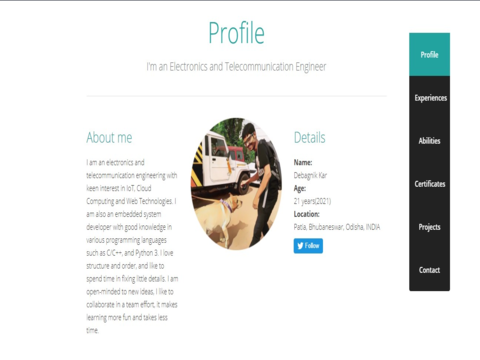 Profile
I'm an Electronics and Telecommunication Engineer
About me
I am an electronics and
telecommunication engineering with
keen interest in IoT, Cloud
Computing and Web Technologies. I
am also an embedded system
developer with good knowledge in
various programming languages
such as C/C++, and Python 3. I love
structure and order, and like to
spend time in fixing little details. I am
open-minded to new ideas, I like to
collaborate in a team effort, it makes
learning more fun and takes less
time.
Details
Name:
Debagnik Kar
Age:
21 years(2021)
Location:
Patia, Bhubaneswar, Odisha, INDIA
Follow
Profile
Experiences
Abilities
Certificates
Projects
Contact